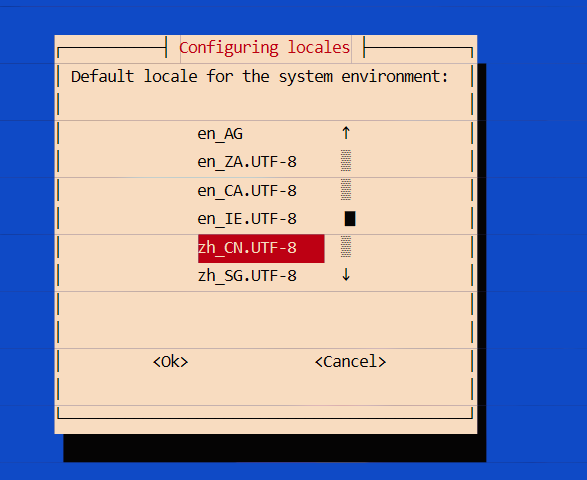 Configuring locales
Default locale for the system environment:
en_AG
en_ZA.UTF-8
en_CA.UTF-8
en_IE.UTF-8
zh_CN.UTF-8
zh_SG.UTF-8
<Ok> <Cancel>